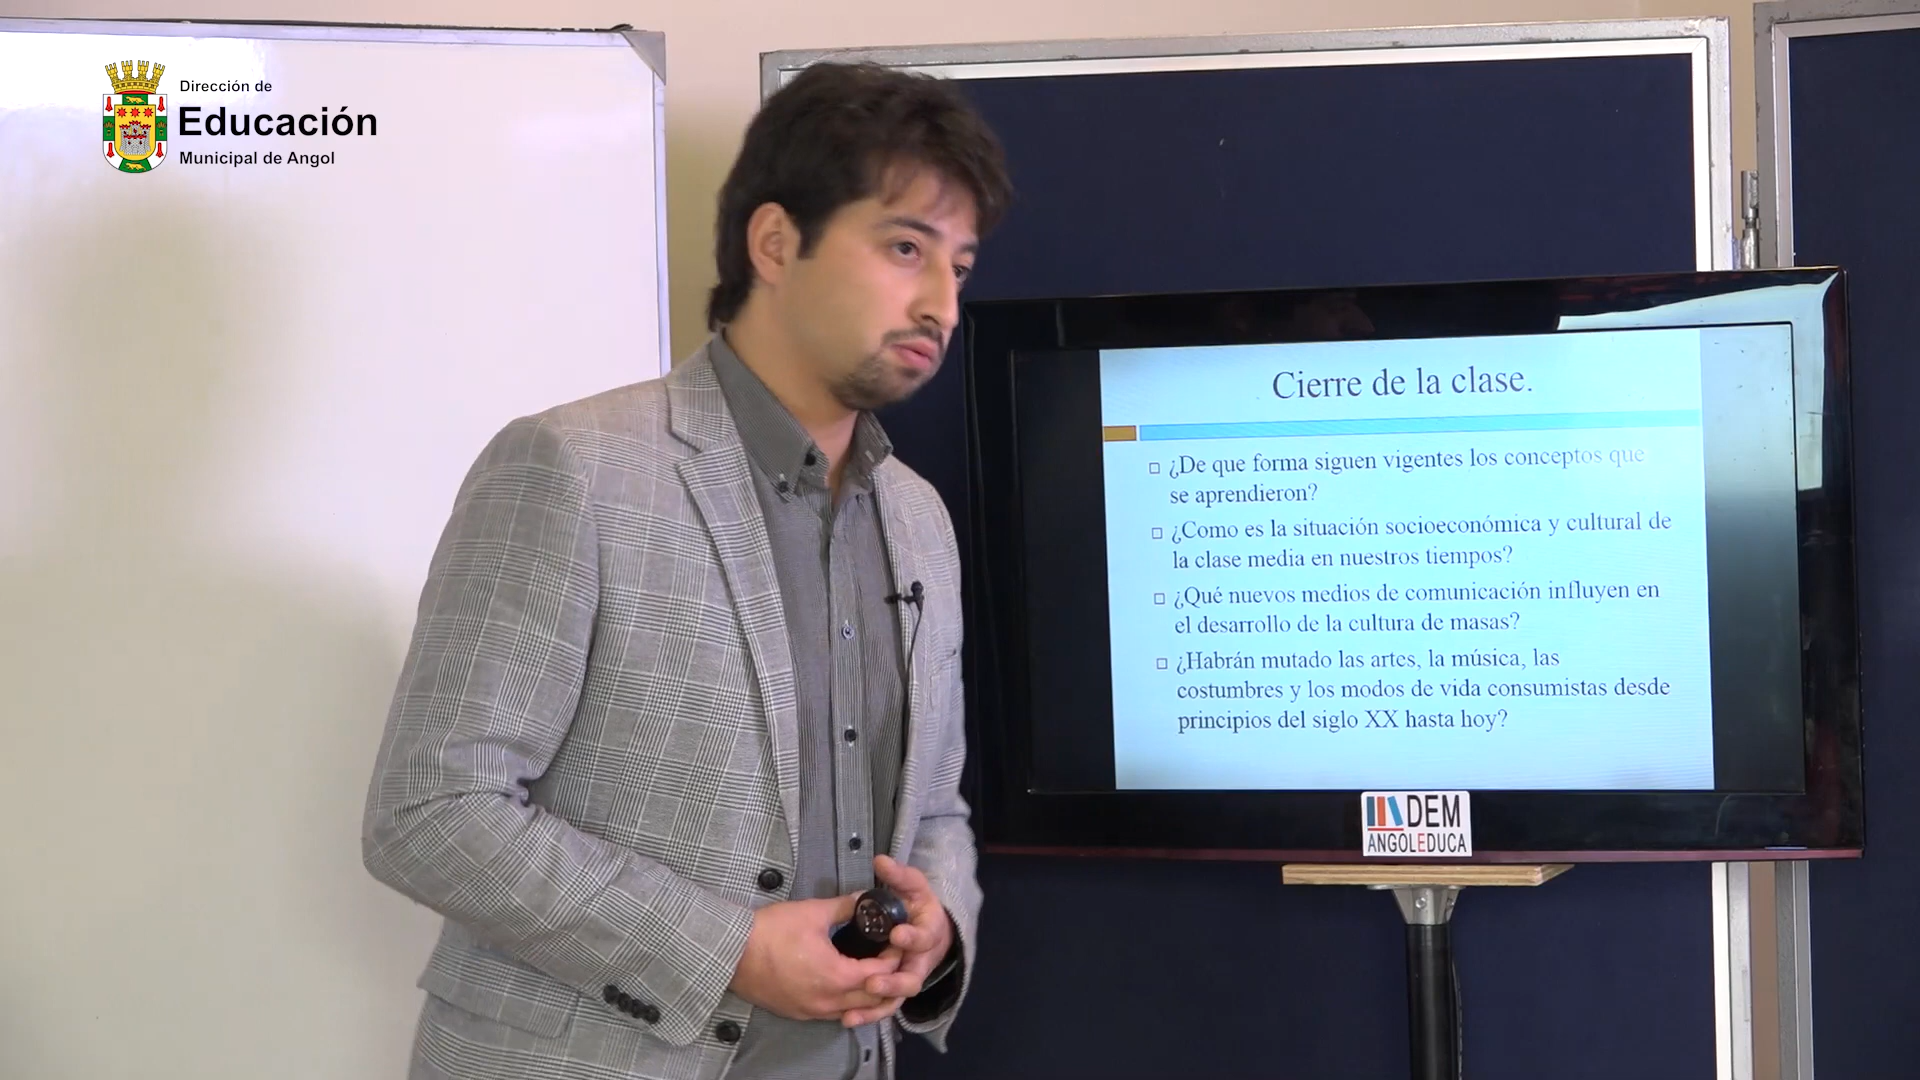 Dirección de
Educación
Municipal de Angol
Cierre de la clase.
¿De que forma siguen vigentes los conceptos que
se aprendieron?
¿Como es la situación socioeconómica y cultural de
la clase media en nuestros tiempos?
¿Qué nuevos medios de comunicación influyen en
el desarrollo de la cultura de masas?
¿Habrán mutado las artes, la música, las
costumbres y los modos de vida consumistas desde
principios del siglo XX hasta hoy?
DEM
ANGOLEDUCA